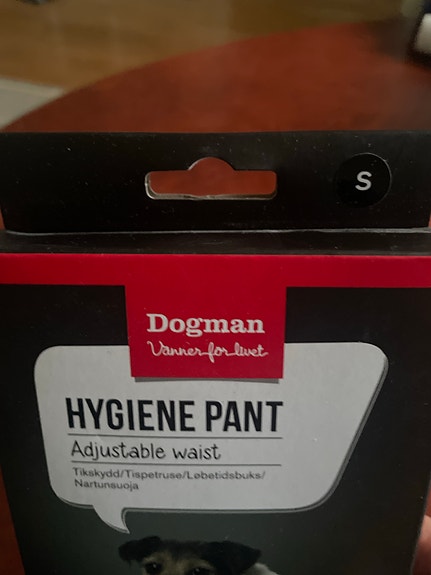 S
Dogman
Vänner för livet
HYGIENE PANT
Adjustable waist
Tikskydd/Tispetruse/Løbetidsbuks/
Nartunsuoja